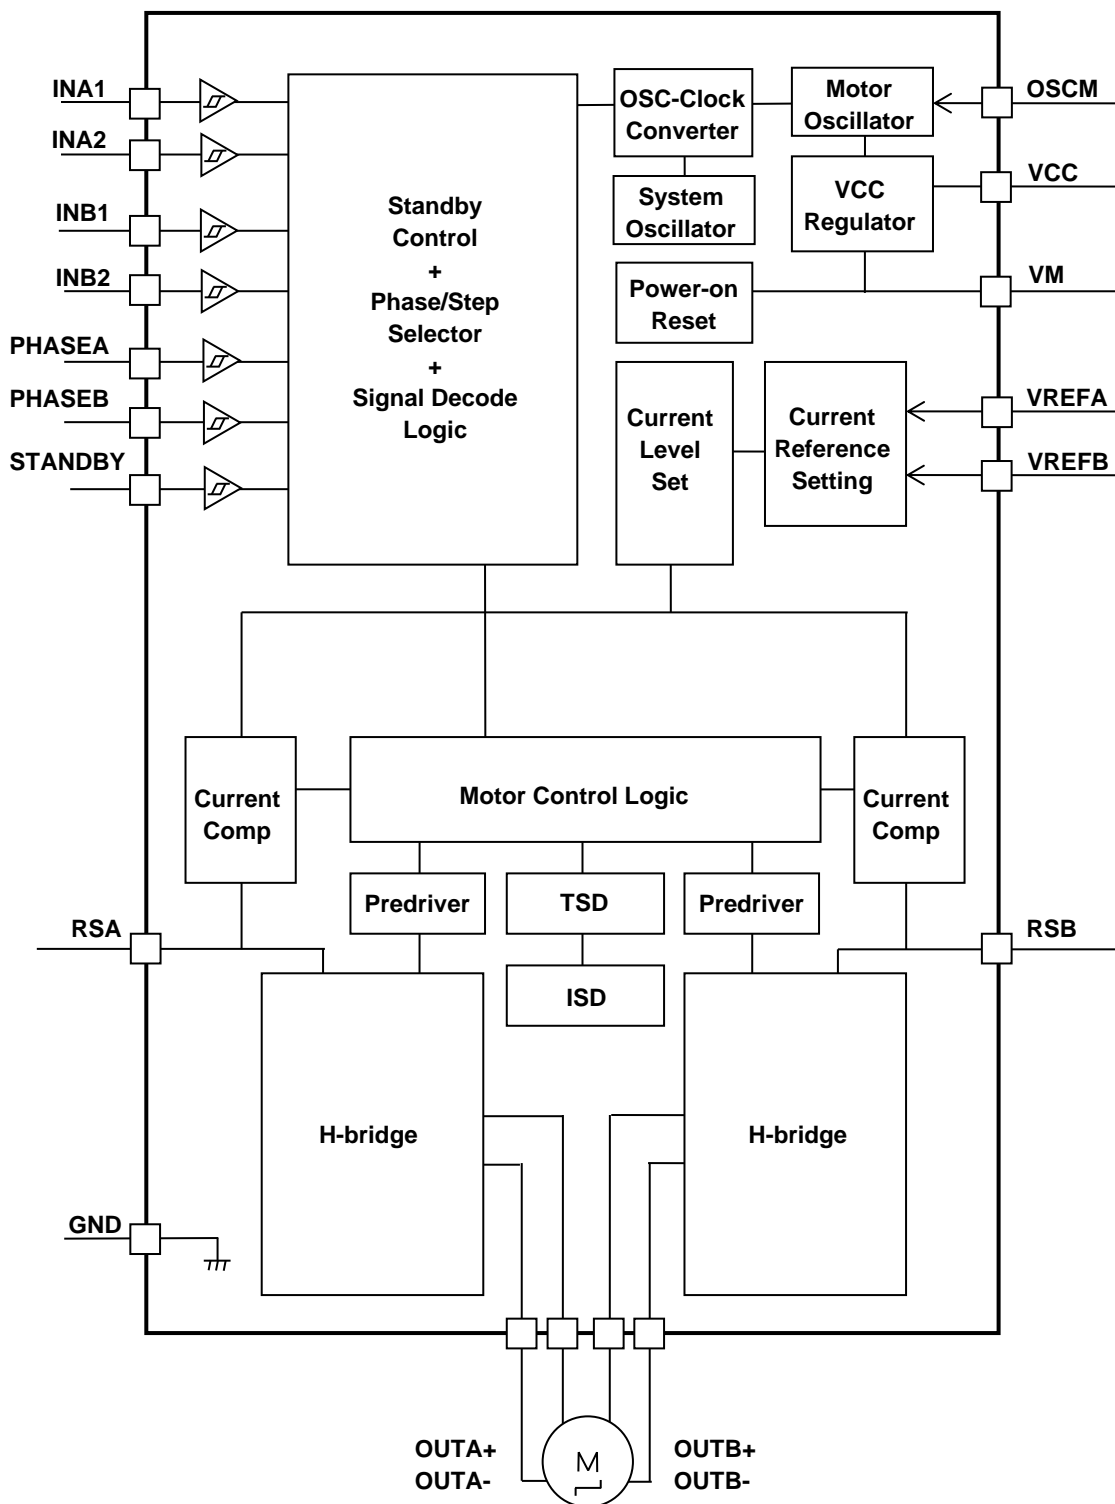 INA1
INA2
INB1
INB2
PHASEA
PHASEB
STANDBY
Standby
Control
+
Phase/Step
Selector
+
Signal Decode
Logic
OSC-Clock
Converter
Motor
Oscillator
OSCM
System
Oscillator
VCC
Regulator
VCC
Power-on
Reset
VM
Current
Level
Set
Current
Reference
Setting
VREFA
VREFB
Current
Comp
Motor Control Logic
Current
Comp
Predriver
TSD
Predriver
RSA
RSB
ISD
H-bridge
H-bridge
GND
OUTA+
OUTA-
M
OUTB+
OUTB-